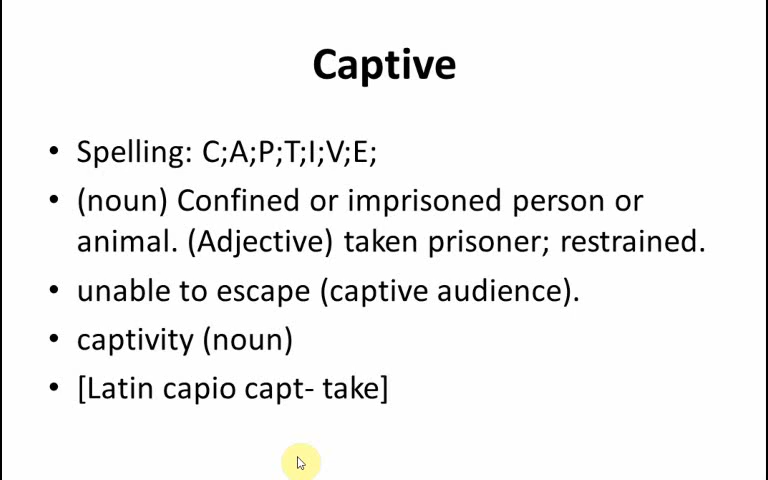 Captive
• Spelling: C;A;P;T;I;V;E;
• (noun) Confined or imprisoned person or
animal. (Adjective) taken prisoner; restrained.
• unable to escape (captive audience).
• captivity (noun)
• [Latin capio capt- take]